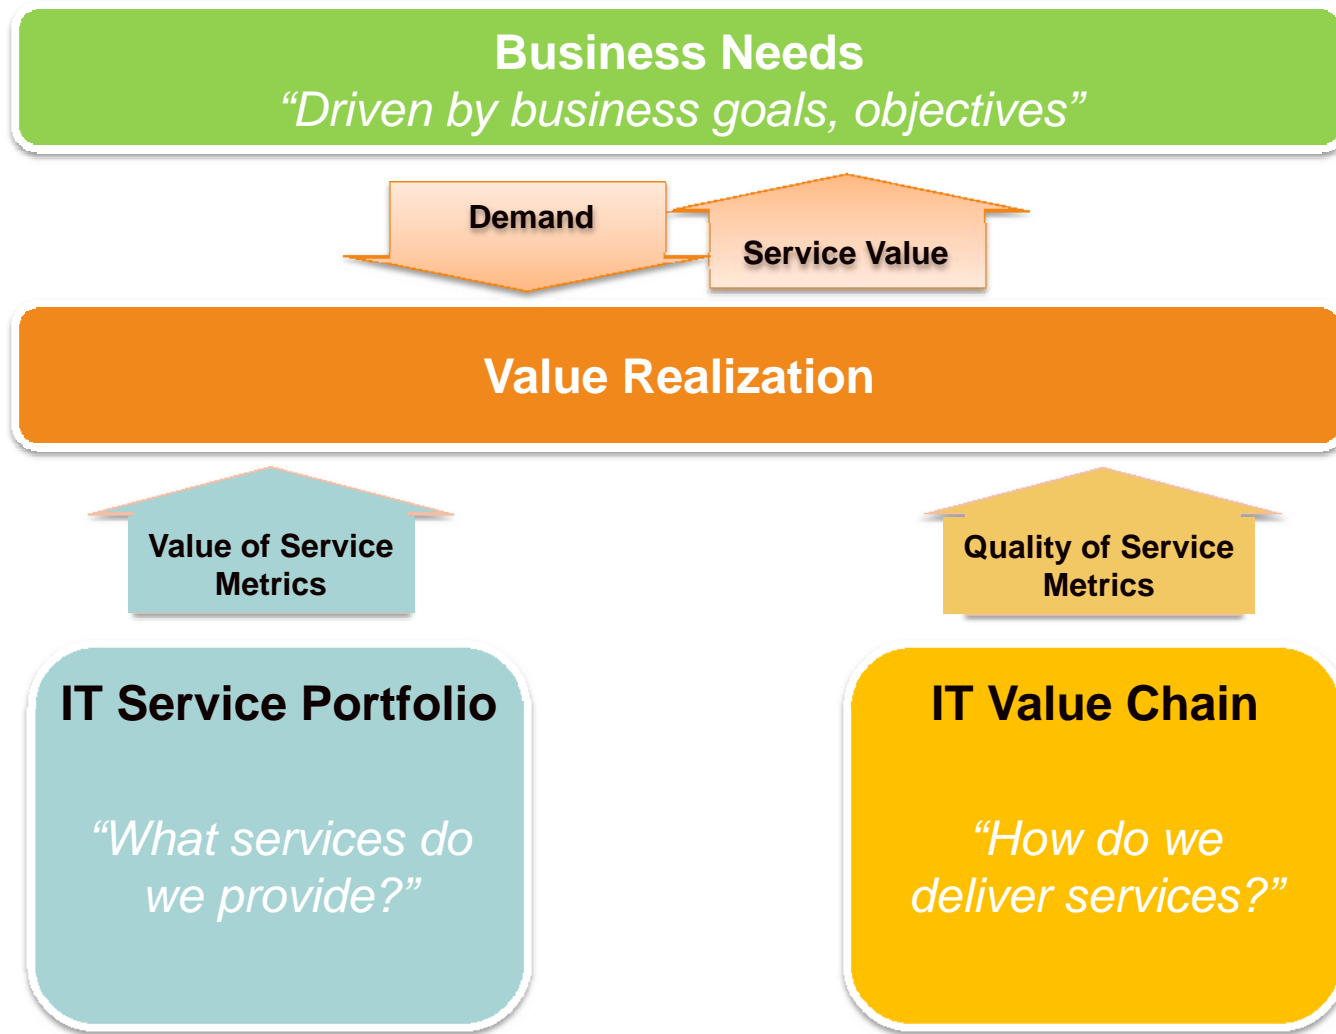 Business Needs
“Driven by business goals, objectives”
Demand
Service Value
Value Realization
Value of Service
Metrics
Quality of Service
Metrics
IT Service Portfolio
“What services do
we provide?”
IT Value Chain
“How do we
deliver services?”